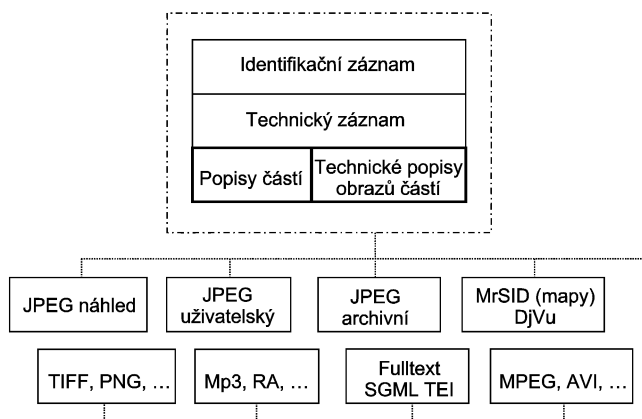 Identifikační záznam
Technický záznam
Popisy částí
Technické popisy
obrazů částí
JPEG náhled
JPEG
uživatelský
JPEG
archivní
MrSID (mapy)
DjVu
TIFF, PNG, …
Mp3, RA, …
Fulltext
SGML TEI
MPEG, AVI, …